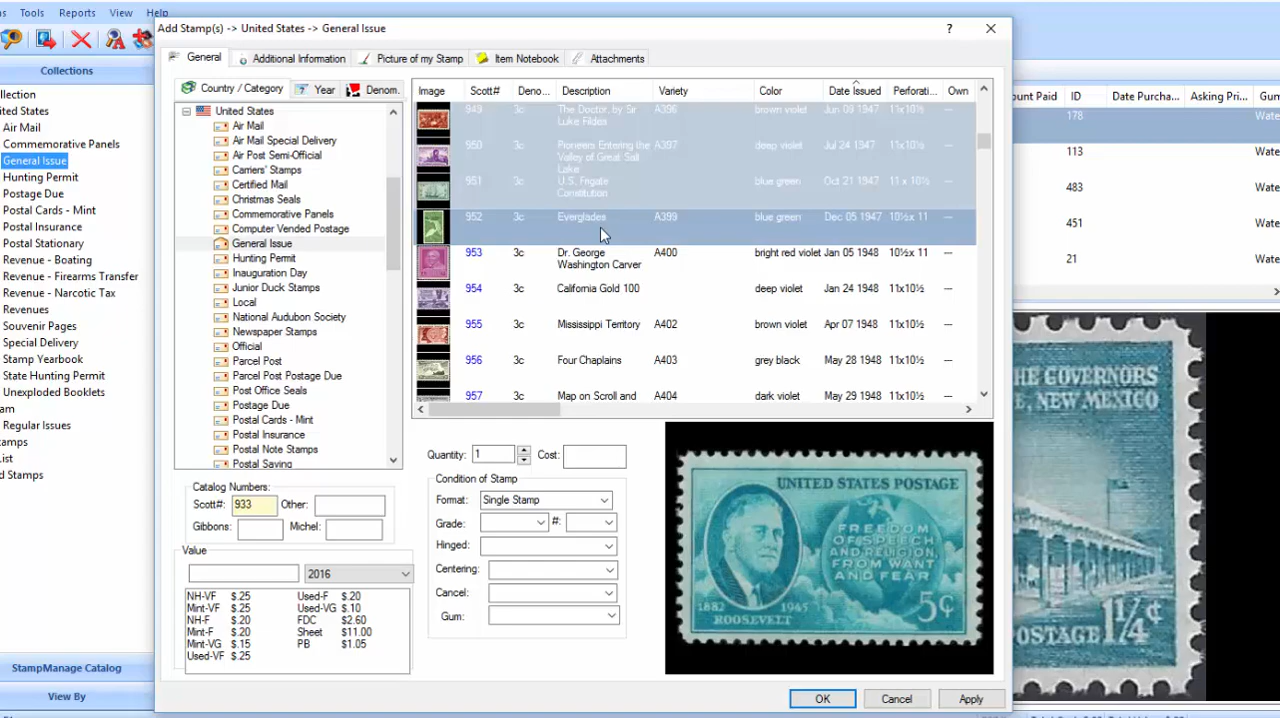 Tools Reports View Help
Add Stamp(s) -> United States -> General Issue
?
Collections
llection
ited States
Air Mail
Commemorative Panels
General Issue
Hunting Permit
Postage Due
Postal Cards - Mint
Postal Insurance
Postal Stationary
Revenue - Boating
Revenue - Firearms Transfer
Revenue - Narcotic Tax
Revenues
Souvenir Pages
Special Delivery
Stamp Yearbook
State Hunting Permit
Unexploded Booklets
am
Regular Issues
tamps
List
d Stamps
StampManage Catalog
View By
General Additional Information Picture of my Stamp Item Notebook Attachments
Country / Category Year Denom.
United States
Air Mail
Air Mail Special Delivery
Air Post Semi-Official
Carriers' Stamps
Certified Mail
Christmas Seals
Commemorative Panels
Computer Vended Postage
General Issue
Hunting Permit
Inauguration Day
Junior Duck Stamps
Local
National Audubon Society
Newspaper Stamps
Official
Parcel Post
Parcel Post Postage Due
Post Office Seals
Postage Due
Postal Cards - Mint
Postal Insurance
Postal Note Stamps
Postal Saving
Image Scott# Deno... Description Variety Color Date Issued Perforati... Own
949 3c The Doctor, by Sir Luke Fildes A396 brown violet Jun 09 1947 11x10½
950 3c Pioneers Entering the Valley of Great Salt Lake A397 deep violet Jul 24 1947 11x10½
951 3c U.S. Frigate Constitution blue green Oct 21 1947 11 x 10½
952 3c Everglades A399 blue green Dec 05 1947 10½x 11 ---
953 3c Dr. George Washington Carver A400 bright red violet Jan 05 1948 10½x 11 ---
954 3c California Gold 100 deep violet Jan 24 1948 11x10½ ---
955 3c Mississippi Territory A402 brown violet Apr 07 1948 11x10½ ---
956 3c Four Chaplains A403 grey black May 28 1948 11x10½ ---
957 3c Map on Scroll and A404 dark violet May 29 1948 11x10½ ---
Catalog Numbers:
Scott#: 933 Other:
Gibbons: Michel:
Value
2016
NH-VF $.25 Used-F $.20
Mint-VF $.25 Used-VG $.10
NH-F $.20 FDC $2.60
Mint-F $.20 Sheet $11.00
Mint-VG $.15 PB $1.05
Used-VF $.25
Quantity: 1 Cost:
Condition of Stamp
Format: Single Stamp
Grade: #:
Hinged:
Centering:
Cancel:
Gum:
UNITED STATES POSTAGE
FREEDOM
OF SPEECH
AND RELIGION
FROM WANT
AND FEAR
1882 1945
ROOSEVELT
5¢
OK Cancel Apply
ount Paid ID Date Purcha... Asking Pri... Gum
178 Wate
113 Wate
483 Wate
451 Wate
21 Wate
HE GOVERNORS
E, NEW MEXICO
POSTAGE 1¼¢